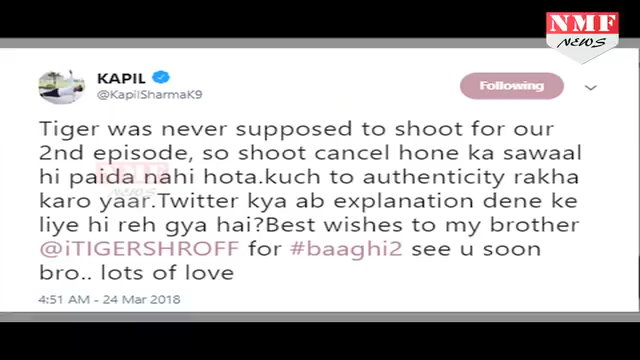 NMF
NEWS
KAPIL
@KapilSharmaK9
Following
Tiger was never supposed to shoot for our
2nd episode, so shoot cancel hone ka sawaal
hi paida nahi hota.kuch to authenticity rakha
karo yaar.Twitter kya ab explanation dene ke
liye hi reh gya hai?Best wishes to my brother
@iTIGERSHROFF for #baaghi2 see u soon
bro.. lots of love
4:51 AM - 24 Mar 2018
NMF
NEWS